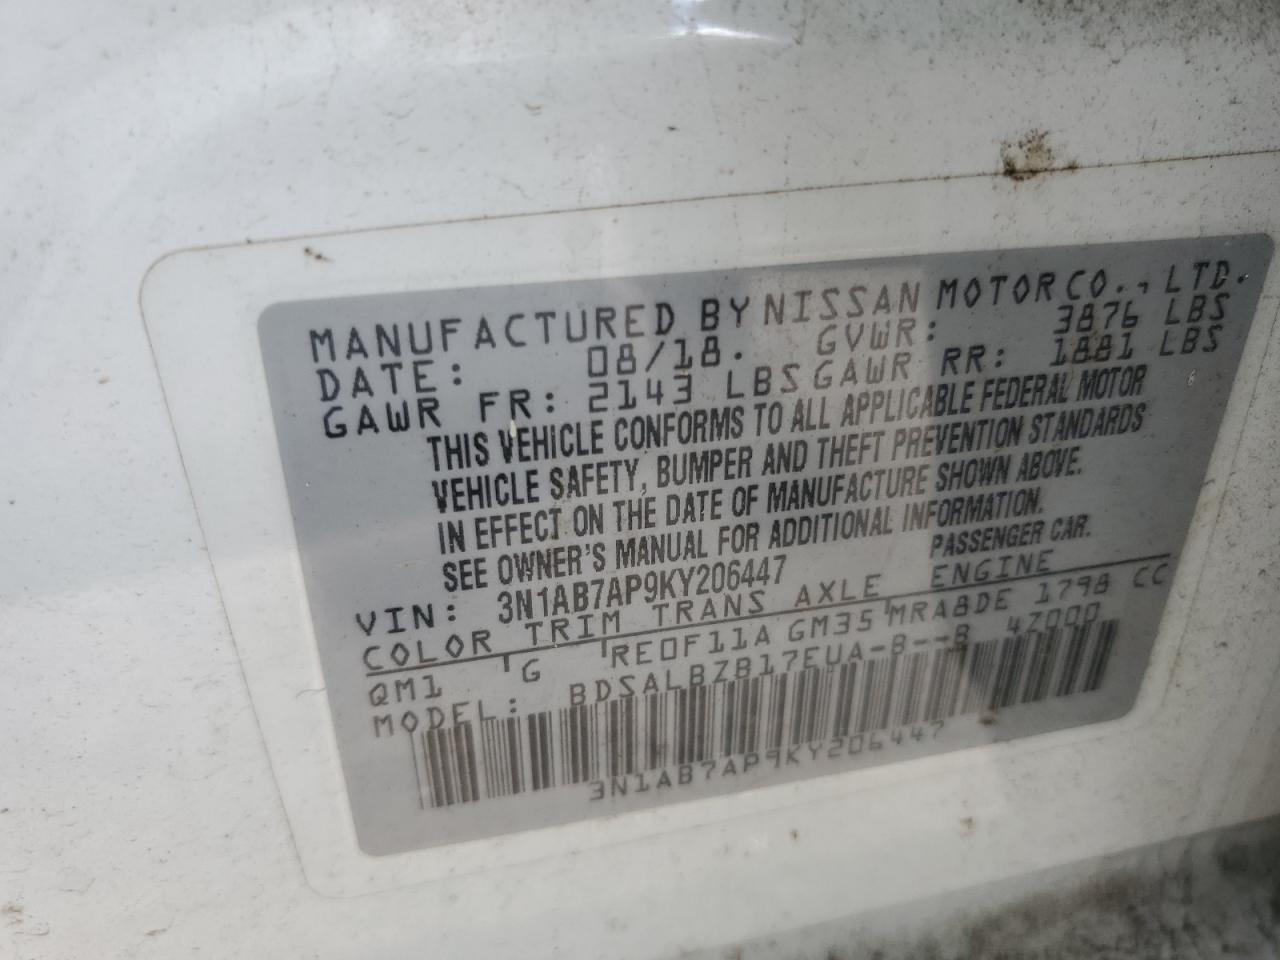 MANUFACTURED BY NISSAN MOTOR CO., LTD.
DATE: 08/18. GVWR: 3876 LBS
GAWR FR: 2143 LBS GAWR RR: 1881 LBS
THIS VEHICLE CONFORMS TO ALL APPLICABLE FEDERAL MOTOR
VEHICLE SAFETY, BUMPER AND THEFT PREVENTION STANDARDS
IN EFFECT ON THE DATE OF MANUFACTURE SHOWN ABOVE.
SEE OWNER'S MANUAL FOR ADDITIONAL INFORMATION.
VIN: 3N1AB7AP9KY206447 PASSENGER CAR.
COLOR TRIM TRANS AXLE ENGINE
QM1 G RE0F11A GM35 MRA8DE 1798 CC
MODEL: BDSALBZB17EUA-B--B 47000
3N1AB7AP9KY206447